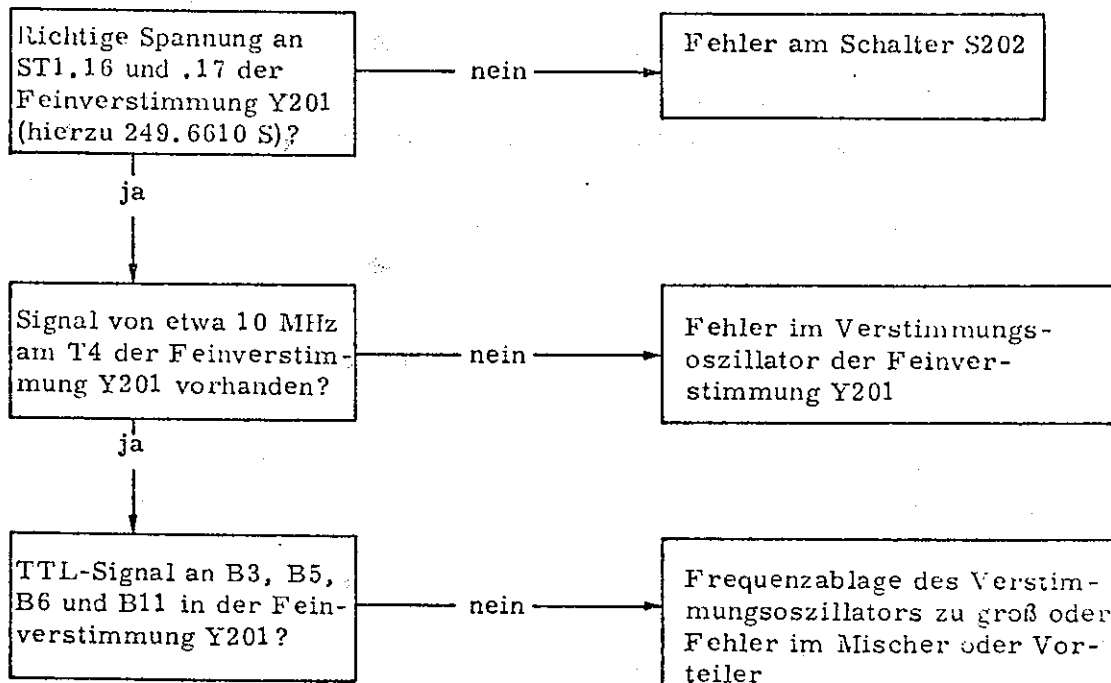 Richtige Spannung an
ST1.16 und .17 der
Feinverstimmung Y201
(hierzu 249.6610 S)?
nein
Fehler am Schalter S202
ja
Signal von etwa 10 MHz
am T4 der Feinverstim-
mung Y201 vorhanden?
nein
Fehler im Verstimmungs-
oszillator der Feinver-
stimmung Y201
ja
TTL-Signal an B3, B5,
B6 und B11 in der Fein-
verstimmung Y201?
nein
Frequenzablage des Verstim-
mungsoszillators zu groß oder
Fehler im Mischer oder Vor-
teiler